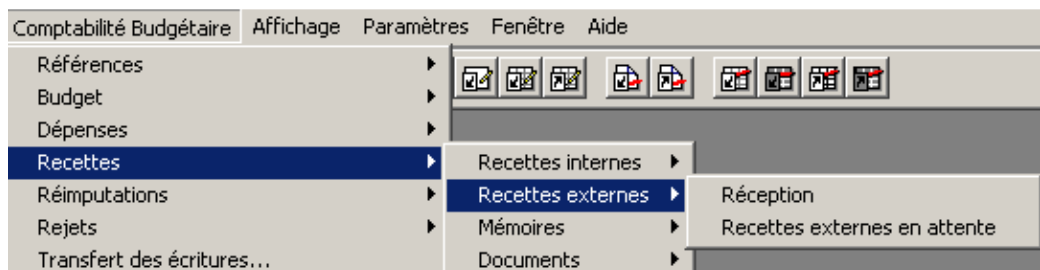 Comptabilité Budgétaire Affichage Paramètres Fenêtre Aide
Références
Budget
Dépenses
Recettes
Recettes internes
Réimputations
Recettes externes
Réception
Rejets
Mémoires
Recettes externes en attente
Transfert des écritures...
Documents